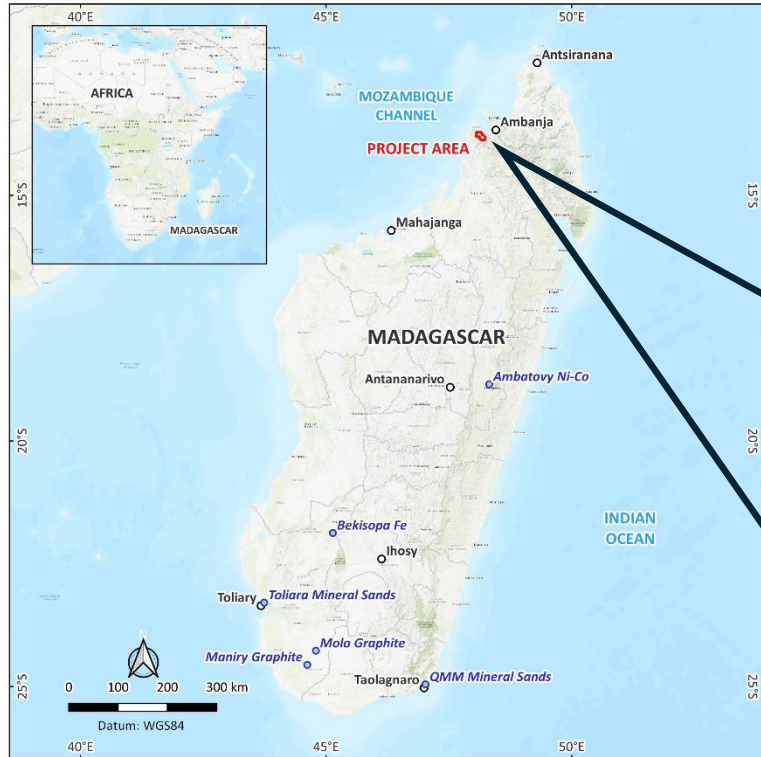 40°E
45°E
50°E
AFRICA
MADAGASCAR
Antsiranana
MOZAMBIQUE
CHANNEL
Ambanja
PROJECT AREA
15°S
15°S
Mahajanga
MADAGASCAR
Antananarivo
Ambatovy Ni-Co
20°S
20°S
Bekisopa Fe
INDIAN
OCEAN
Ihosy
Toliary
Toliara Mineral Sands
Molo Graphite
Maniry Graphite
QMM Mineral Sands
Taolagnaro
25°S
25°S
0 100 200 300 km
Datum: WGS84
40°E
45°E
50°E